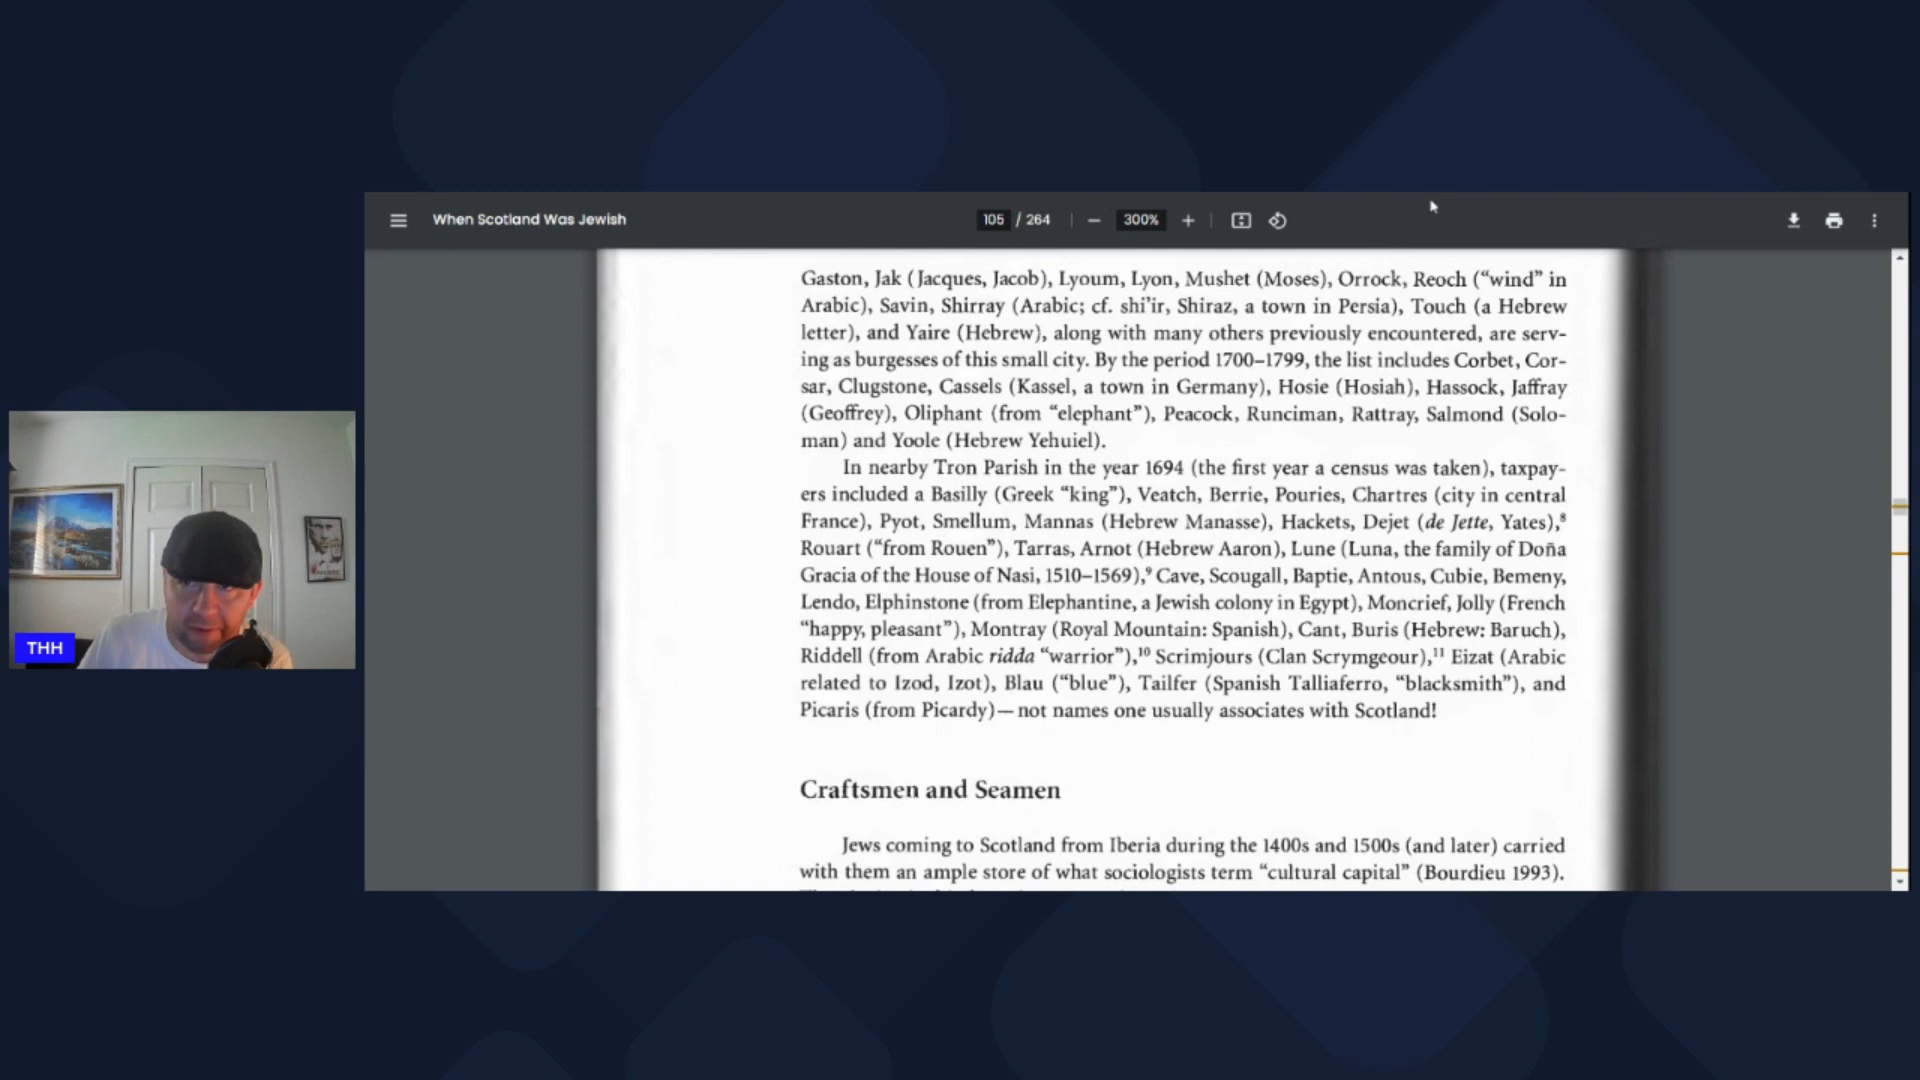 When Scotland Was Jewish
105 / 264
300%
Gaston, Jak (Jacques, Jacob), Lyoum, Lyon, Mushet (Moses), Orrock, Reoch (“wind” in
Arabic), Savin, Shirray (Arabic; cf. shi’ir, Shiraz, a town in Persia), Touch (a Hebrew
letter), and Yaire (Hebrew), along with many others previously encountered, are serv-
ing as burgesses of this small city. By the period 1700–1799, the list includes Corbet, Cor-
sar, Clugstone, Cassels (Kassel, a town in Germany), Hosie (Hosiah), Hassock, Jaffray
(Geoffrey), Oliphant (from “elephant”), Peacock, Runciman, Rattray, Salmond (Solo-
man) and Yoole (Hebrew Yehuiel).
In nearby Tron Parish in the year 1694 (the first year a census was taken), taxpay-
ers included a Basilly (Greek “king”), Veatch, Berrie, Pouries, Chartres (city in central
France), Pyot, Smellum, Mannas (Hebrew Manasse), Hackets, Dejet (de Jette, Yates),⁸
Rouart (“from Rouen”), Tarras, Arnot (Hebrew Aaron), Lune (Luna, the family of Doña
Gracia of the House of Nasi, 1510–1569),⁹ Cave, Scougall, Baptie, Antous, Cubie, Bemeny,
Lendo, Elphinstone (from Elephantine, a Jewish colony in Egypt), Moncrief, Jolly (French
“happy, pleasant”), Montray (Royal Mountain: Spanish), Cant, Buris (Hebrew: Baruch),
Riddell (from Arabic ridda “warrior”),¹⁰ Scrimjours (Clan Scrymgeour),¹¹ Eizat (Arabic
related to Izod, Izot), Blau (“blue”), Tailfer (Spanish Talliaferro, “blacksmith”), and
Picaris (from Picardy)—not names one usually associates with Scotland!
Craftsmen and Seamen
Jews coming to Scotland from Iberia during the 1400s and 1500s (and later) carried
with them an ample store of what sociologists term “cultural capital” (Bourdieu 1993).
THH